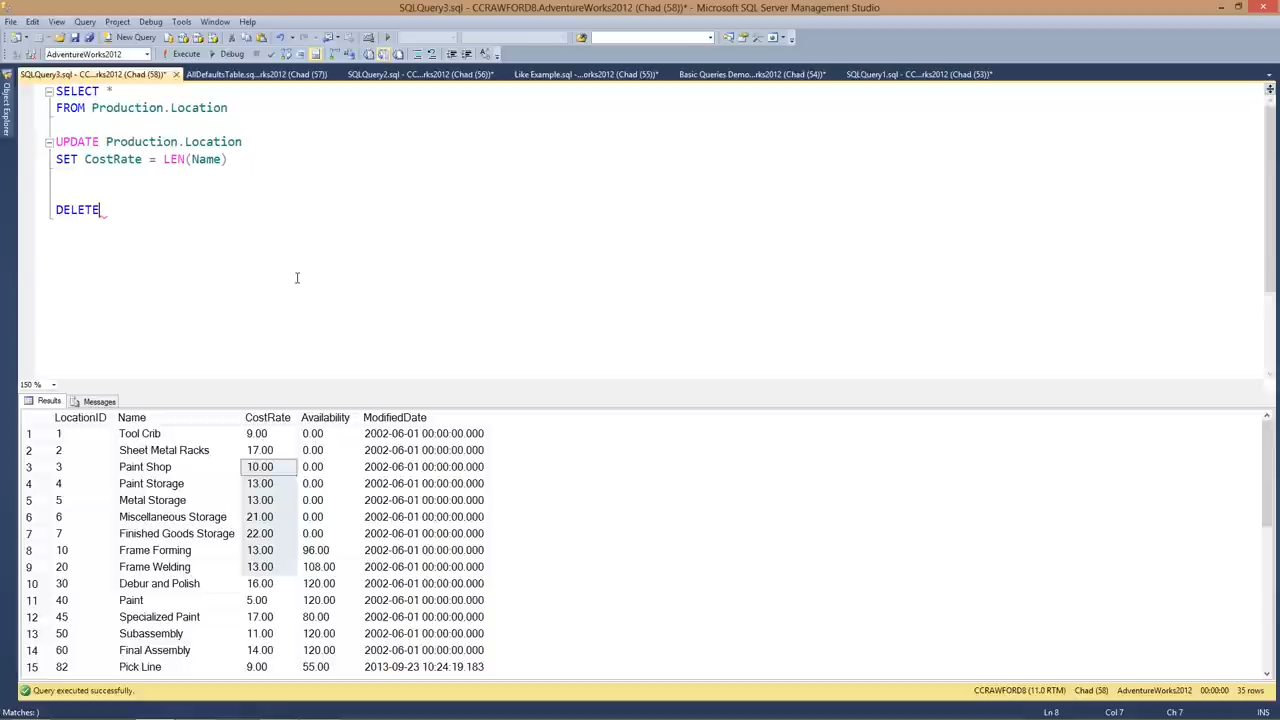 SQLQuery3.sql - CCRAWFORD8.AdventureWorks2012 (Chad (58))* - Microsoft SQL Server Management Studio
File Edit View Query Project Debug Tools Window Help
New Query
AdventureWorks2012 Execute Debug
SQLQuery3.sql - CC...rks2012 (Chad (58))* AllDefaultsTable.sq...rks2012 (Chad (57)) SQLQuery2.sql - CC...rks2012 (Chad (56))* Like Example.sql -...orks2012 (Chad (55))* Basic Queries Demo...rks2012 (Chad (54))* SQLQuery1.sql - CC...rks2012 (Chad (53))*
Object Explorer
SELECT *
FROM Production.Location
UPDATE Production.Location
SET CostRate = LEN(Name)
DELETE
150 %
Results Messages
LocationID Name CostRate Availability ModifiedDate
1 1 Tool Crib 9.00 0.00 2002-06-01 00:00:00.000
2 2 Sheet Metal Racks 17.00 0.00 2002-06-01 00:00:00.000
3 3 Paint Shop 10.00 0.00 2002-06-01 00:00:00.000
4 4 Paint Storage 13.00 0.00 2002-06-01 00:00:00.000
5 5 Metal Storage 13.00 0.00 2002-06-01 00:00:00.000
6 6 Miscellaneous Storage 21.00 0.00 2002-06-01 00:00:00.000
7 7 Finished Goods Storage 22.00 0.00 2002-06-01 00:00:00.000
8 10 Frame Forming 13.00 96.00 2002-06-01 00:00:00.000
9 20 Frame Welding 13.00 108.00 2002-06-01 00:00:00.000
10 30 Debur and Polish 16.00 120.00 2002-06-01 00:00:00.000
11 40 Paint 5.00 120.00 2002-06-01 00:00:00.000
12 45 Specialized Paint 17.00 80.00 2002-06-01 00:00:00.000
13 50 Subassembly 11.00 120.00 2002-06-01 00:00:00.000
14 60 Final Assembly 14.00 120.00 2002-06-01 00:00:00.000
15 82 Pick Line 9.00 55.00 2013-09-23 10:24:19.183
Query executed successfully. CCRAWFORD8 (11.0 RTM) Chad (58) AdventureWorks2012 00:00:00 35 rows
Matches: ) Ln 8 Col 7 Ch 7 INS